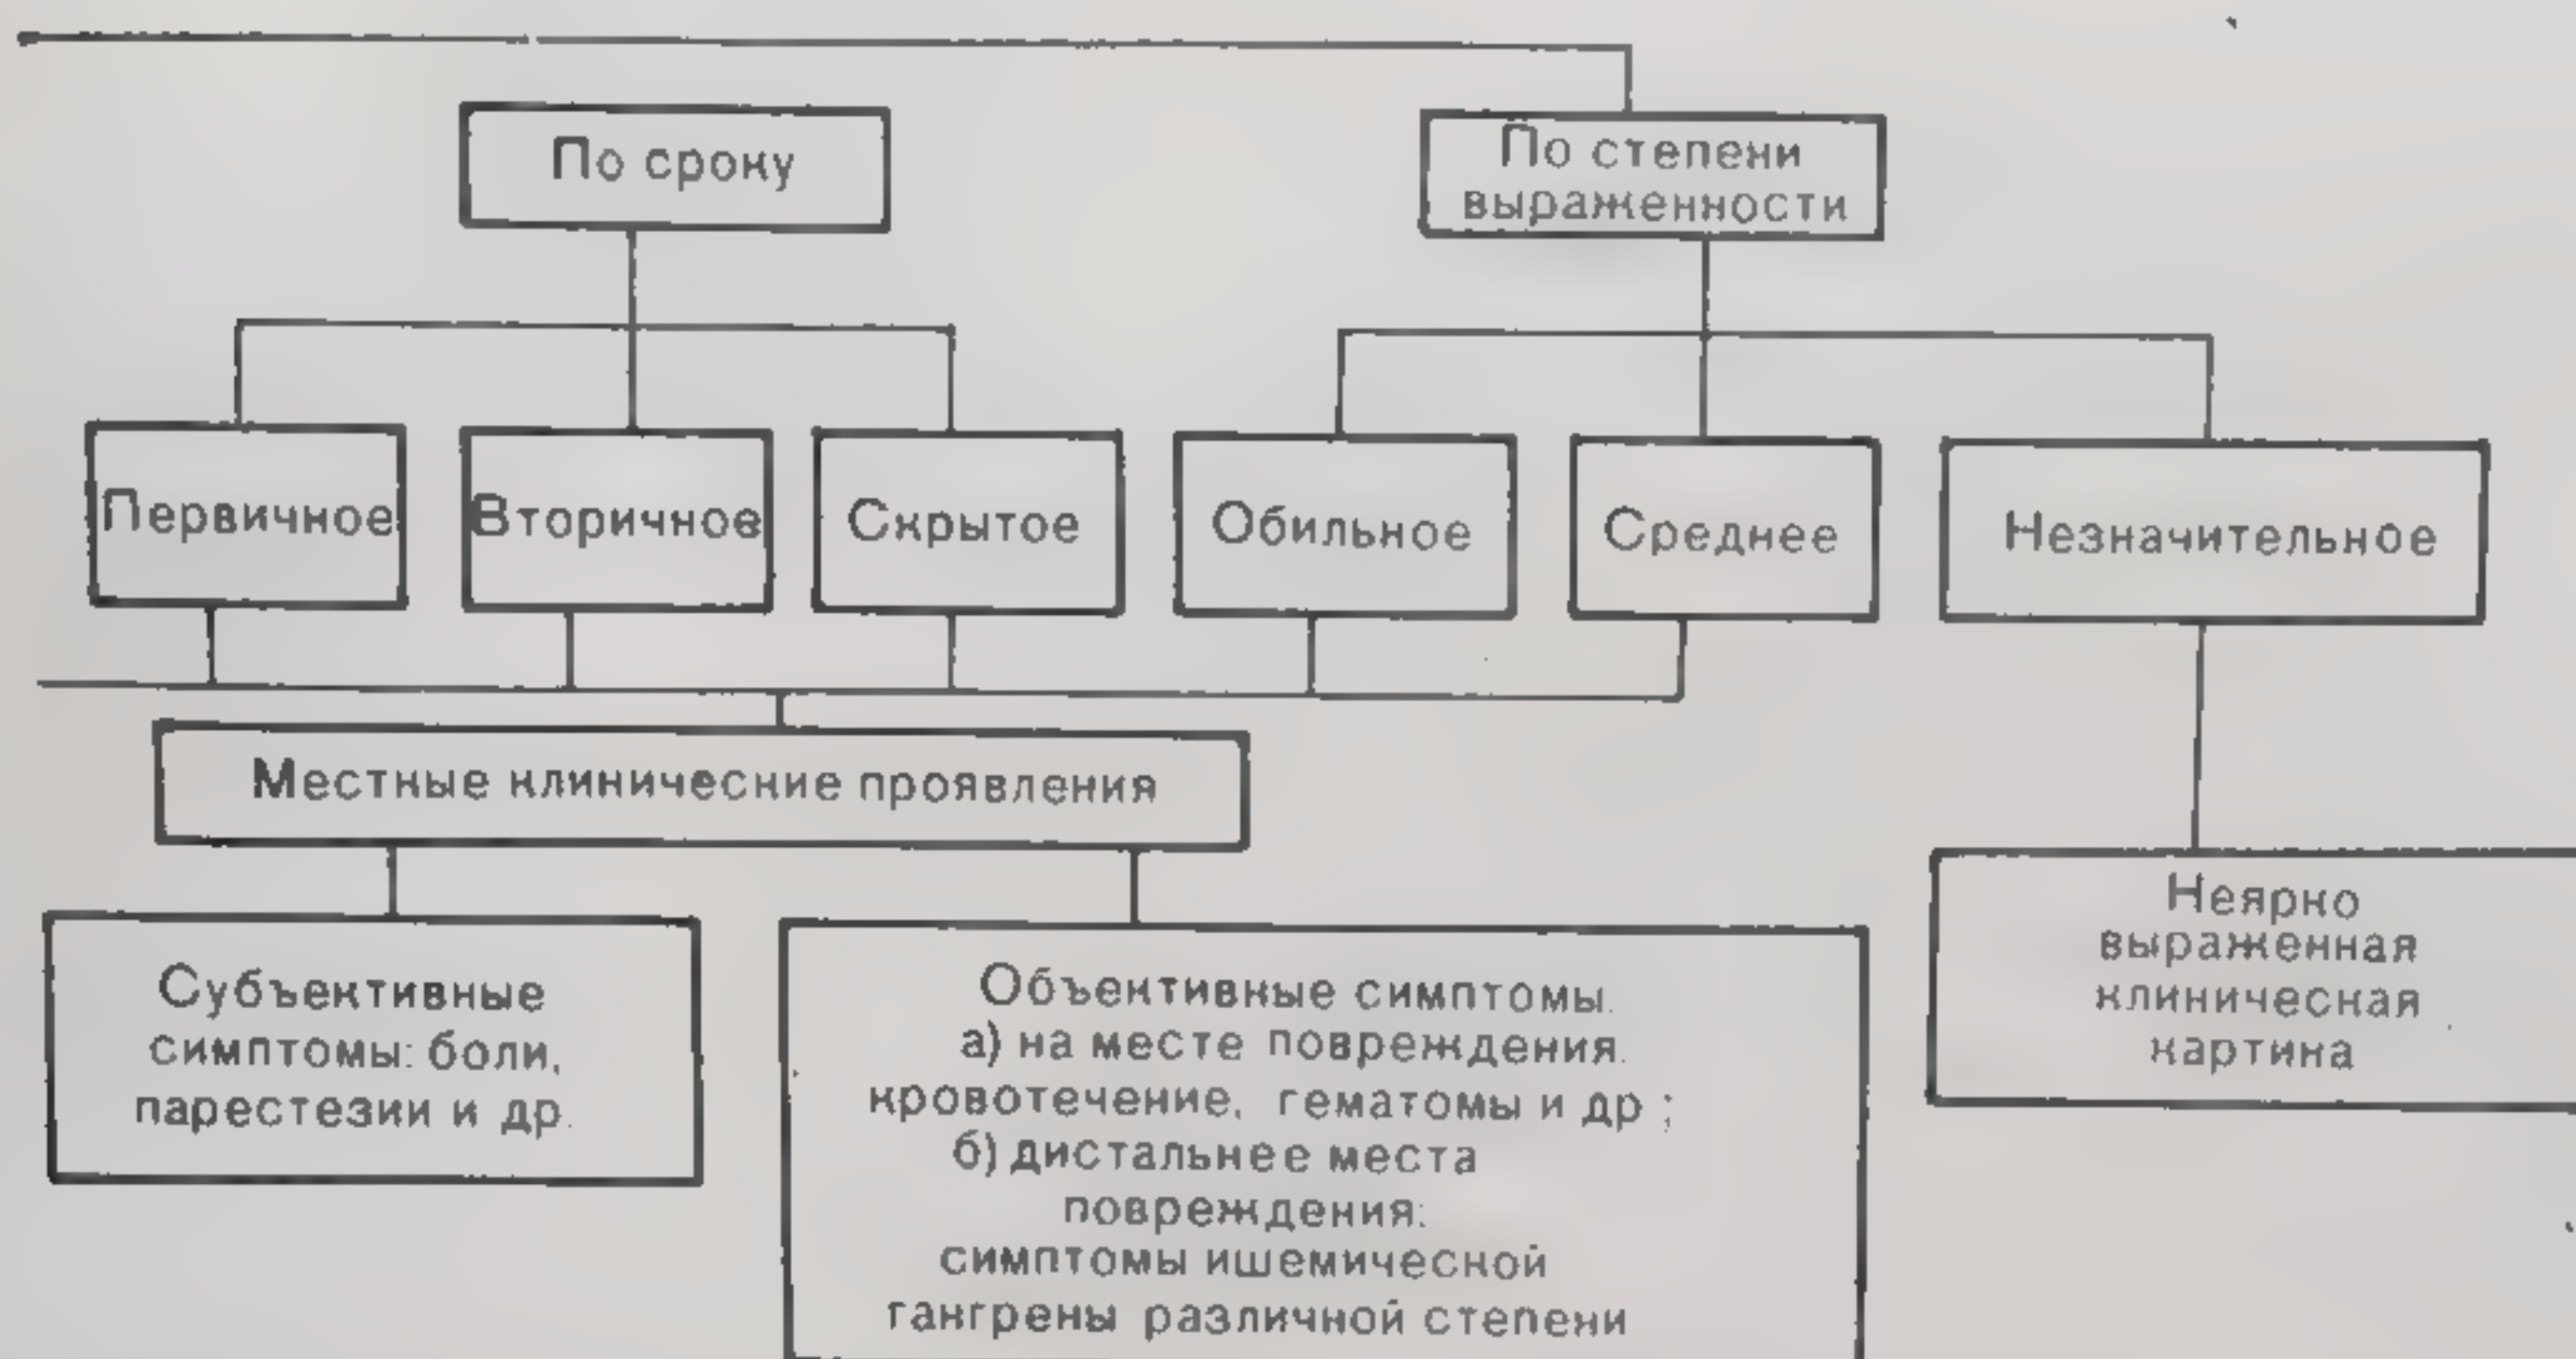 По сроку
По степени
выраженности
Первичное
Вторичное
Скрытое
Обильное
Среднее
Незначительное
Местные клинические проявления
Субъективные
симптомы: боли,
парестезии и др.
Объективные симптомы.
а) на месте повреждения.
кровотечение, гематомы и др ;
б) дистальнее места
повреждения:
симптомы ишемической
гангрены различной степени
Неярко
выраженная
клиническая
картина